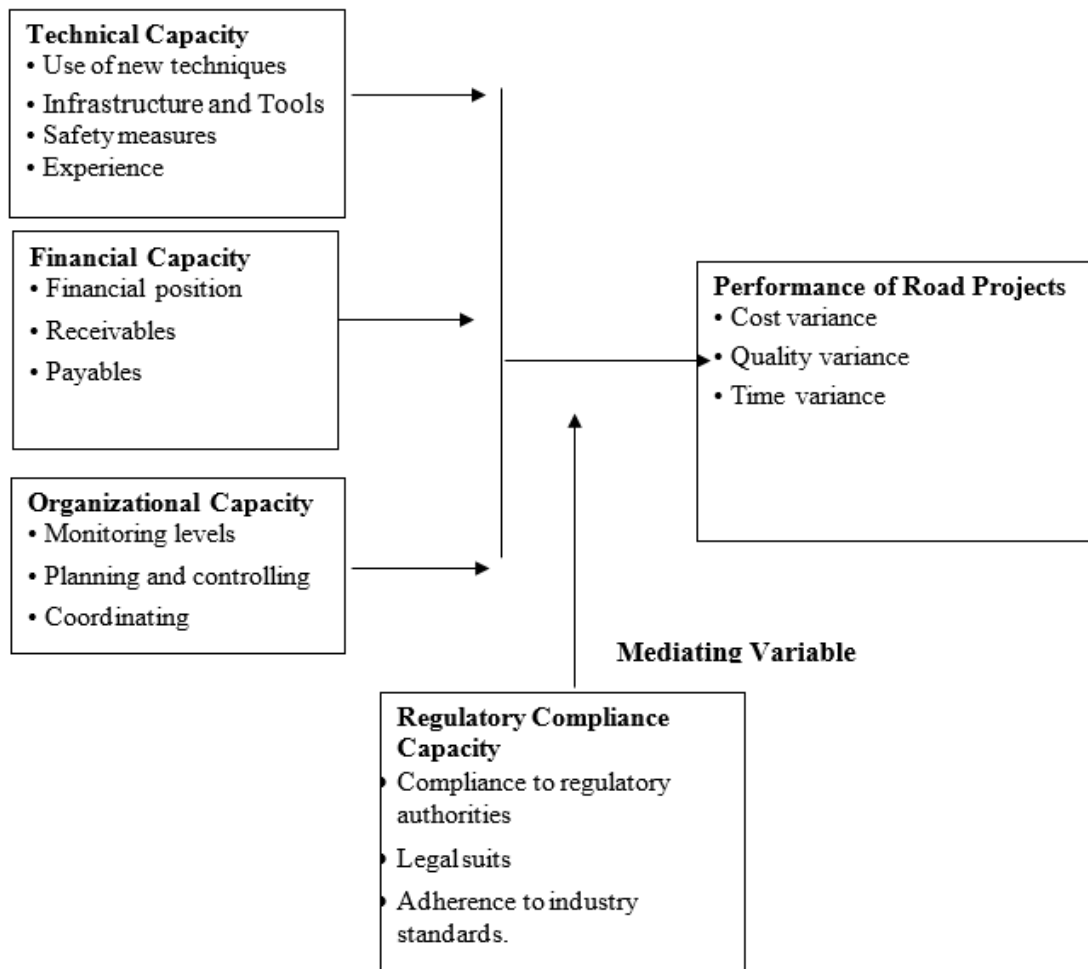 Technical Capacity
• Use of new techniques
• Infrastructure and Tools
• Safety measures
• Experience
Financial Capacity
• Financial position
• Receivables
• Payables
Organizational Capacity
• Monitoring levels
• Planning and controlling
• Coordinating
Performance of Road Projects
• Cost variance
• Quality variance
• Time variance
Mediating Variable
Regulatory Compliance
Capacity
• Compliance to regulatory
authorities
• Legal suits
• Adherence to industry
standards.